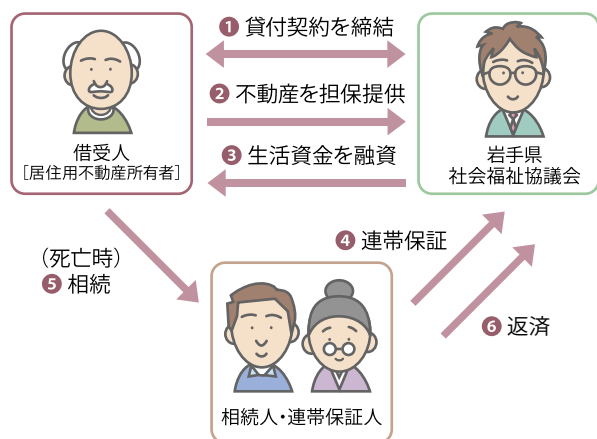 ❶ 貸付契約を締結
❷ 不動産を担保提供
❸ 生活資金を融資
借受人
［居住用不動産所有者］
岩手県
社会福祉協議会
❹ 連帯保証
（死亡時）
❺ 相続
❻ 返済
相続人・連帯保証人